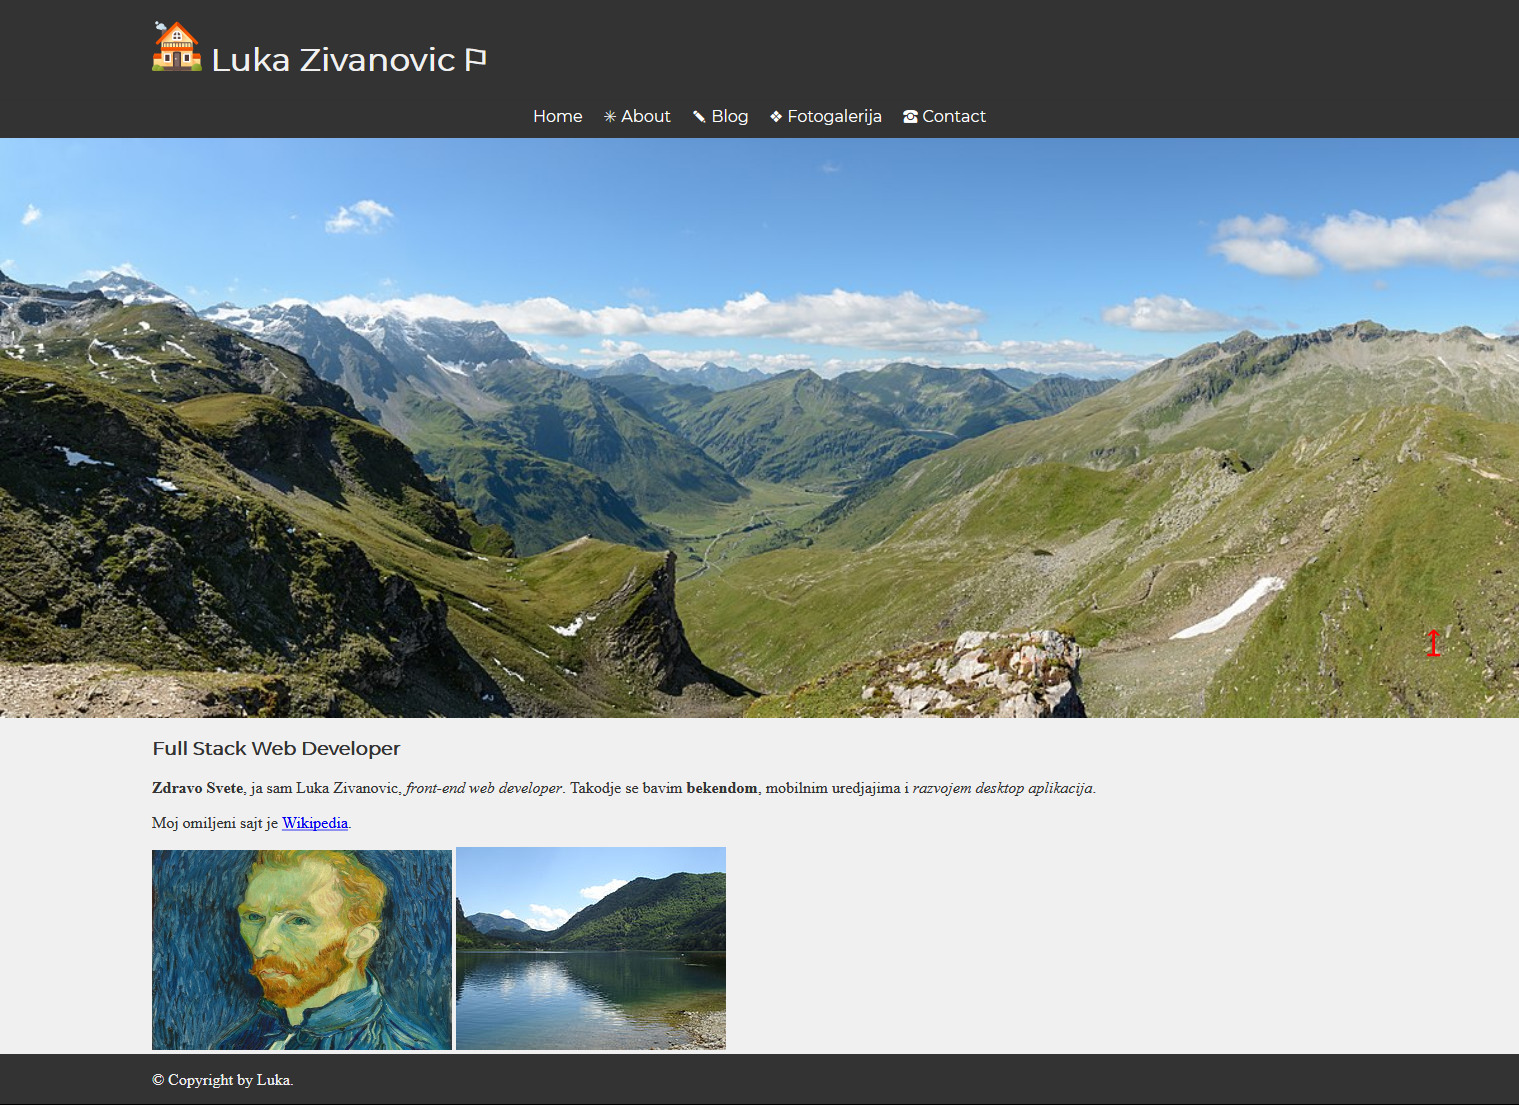 Luka Zivanovic ⚐
Home ✳ About ✎ Blog ❖ Fotogalerija ☎ Contact
Full Stack Web Developer
Zdravo Svete, ja sam Luka Zivanovic, front-end web developer. Takodje se bavim bekendom, mobilnim uredjajima i razvojem desktop aplikacija.
Moj omiljeni sajt je Wikipedia.
© Copyright by Luka.